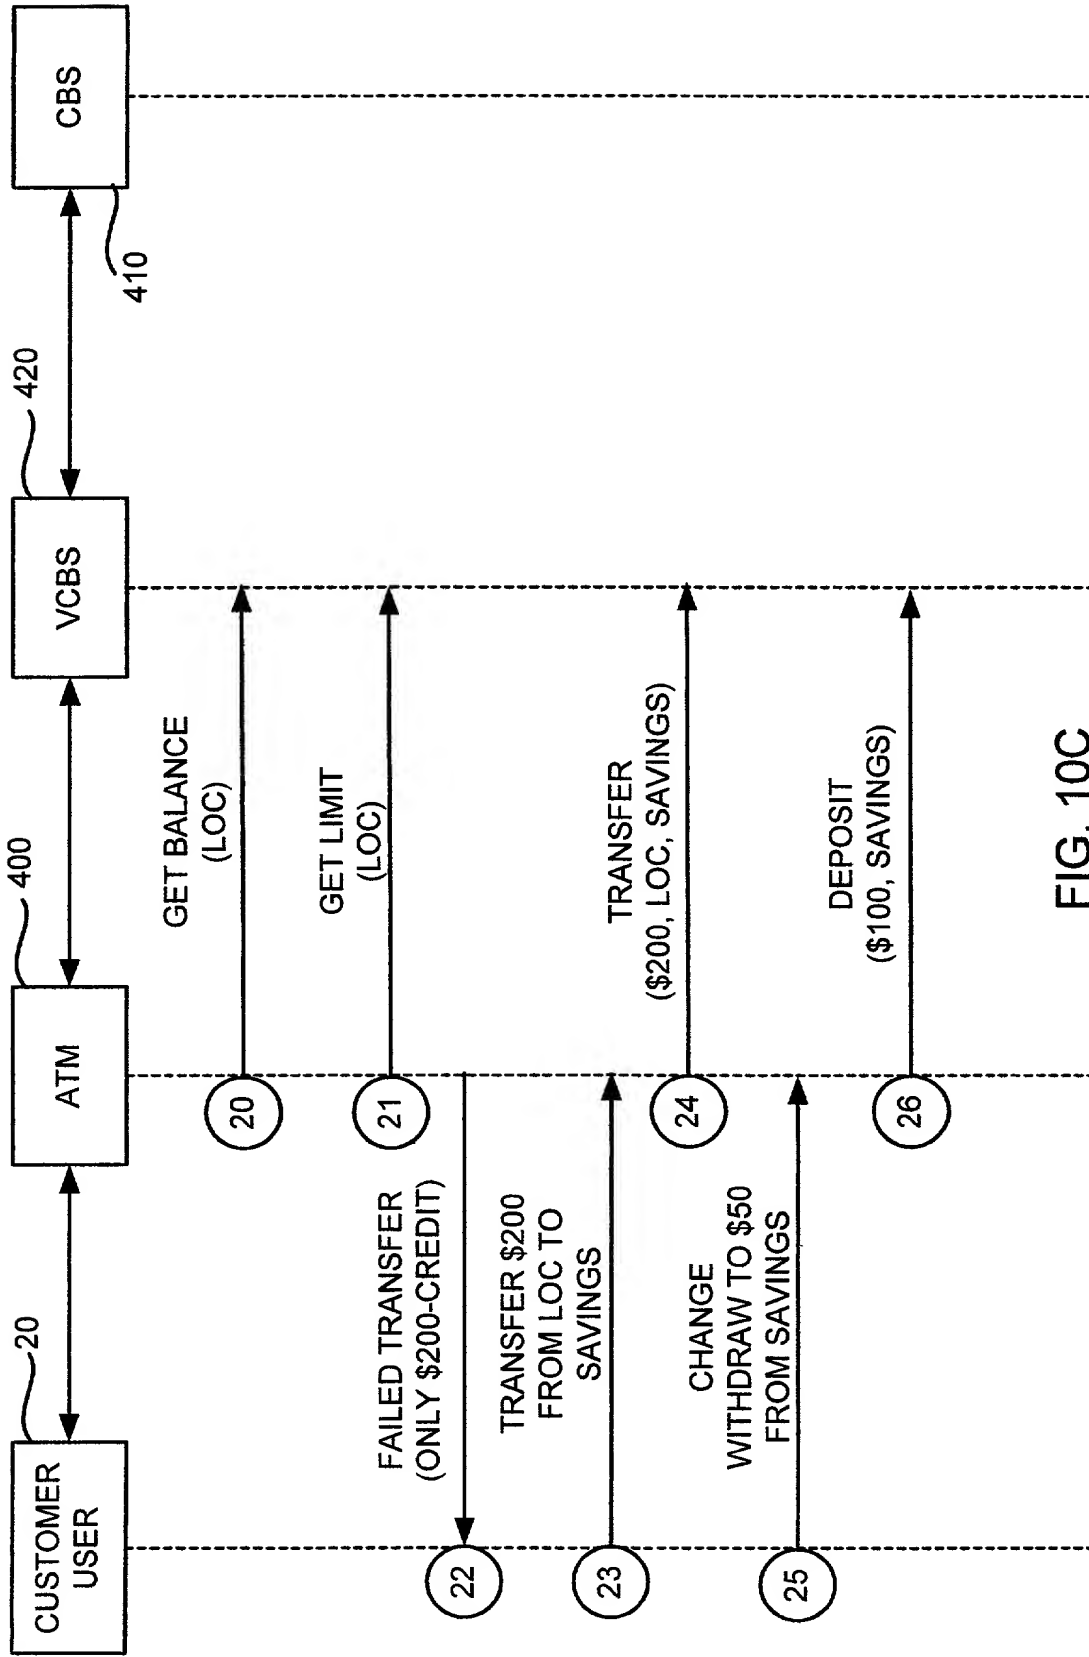 20
400
420
410
CUSTOMER
USER
ATM
VCBS
CBS
GET BALANCE
(LOC)
20
GET LIMIT
(LOC)
21
FAILED TRANSFER
(ONLY $200-CREDIT)
22
TRANSFER $200
FROM LOC TO
SAVINGS
23
TRANSFER
($200, LOC, SAVINGS)
24
CHANGE
WITHDRAW TO $50
FROM SAVINGS
25
DEPOSIT
($100, SAVINGS)
26
FIG. 10C